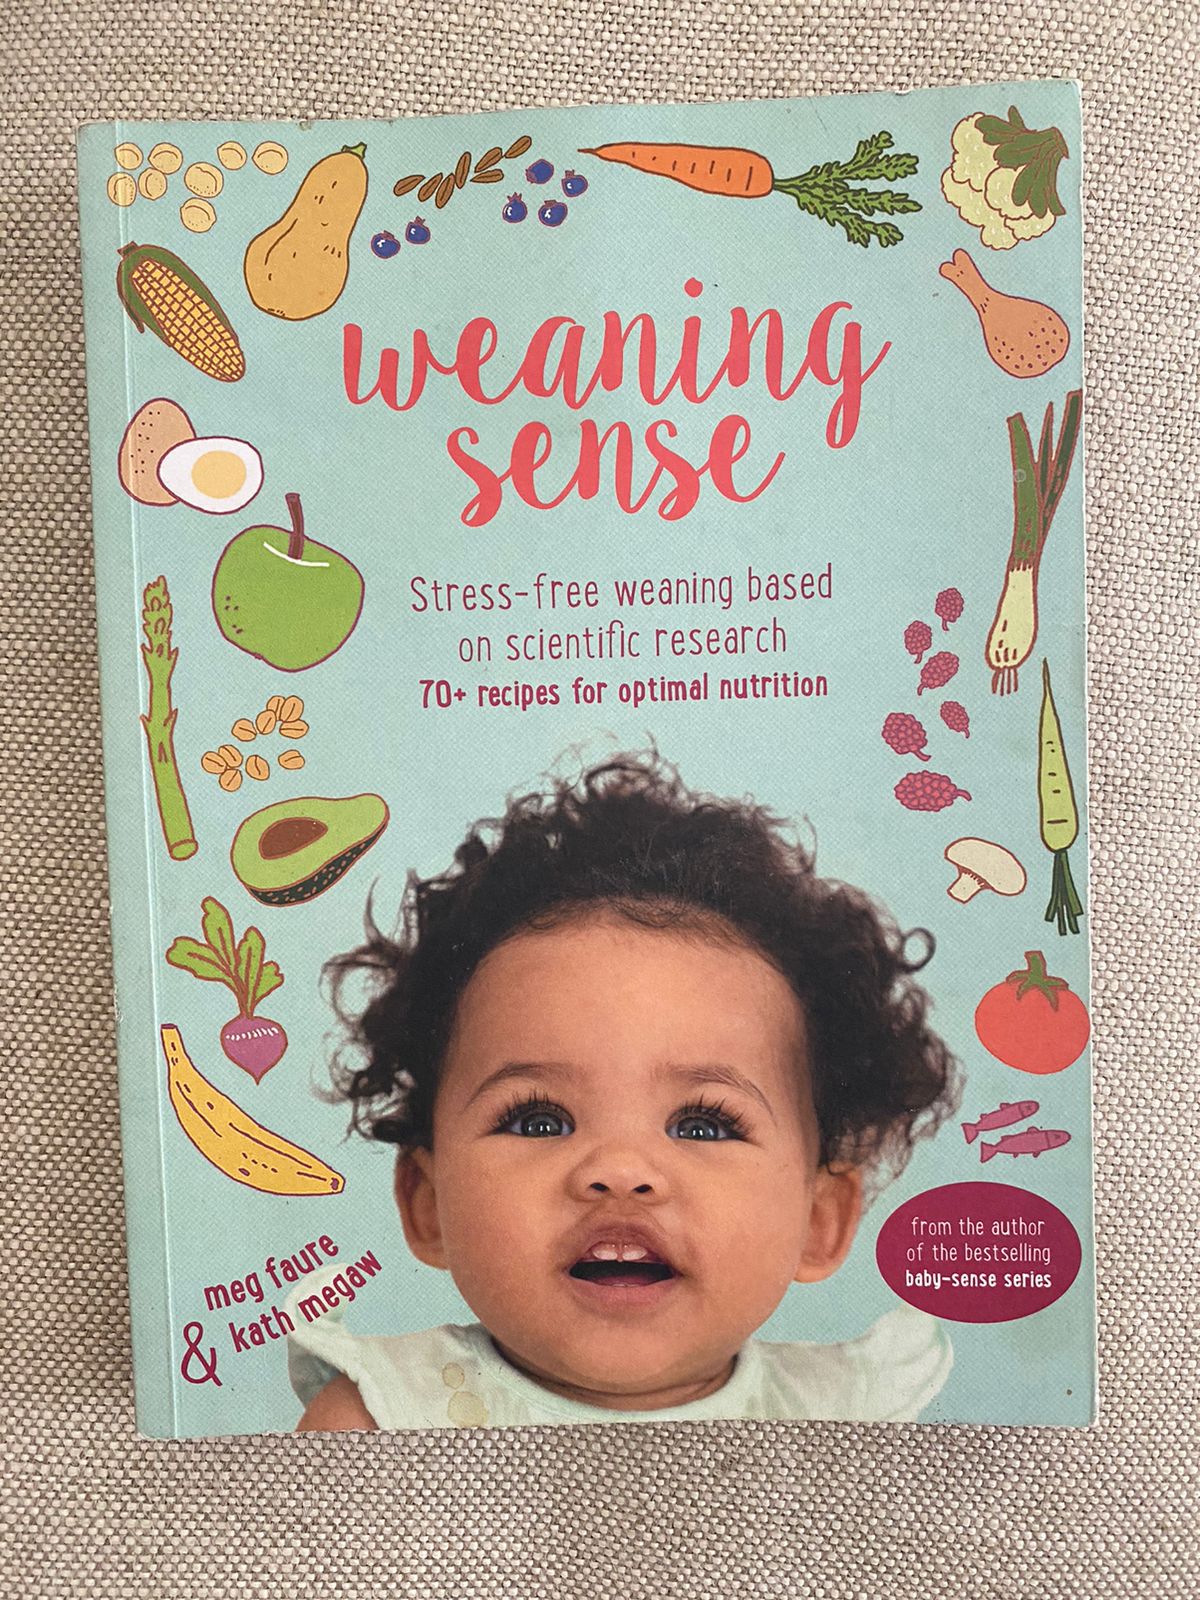 weaning
sense
Stress-free weaning based
on scientific research
70+ recipes for optimal nutrition
meg faure
& kath megaw
from the author
of the bestselling
baby-sense series